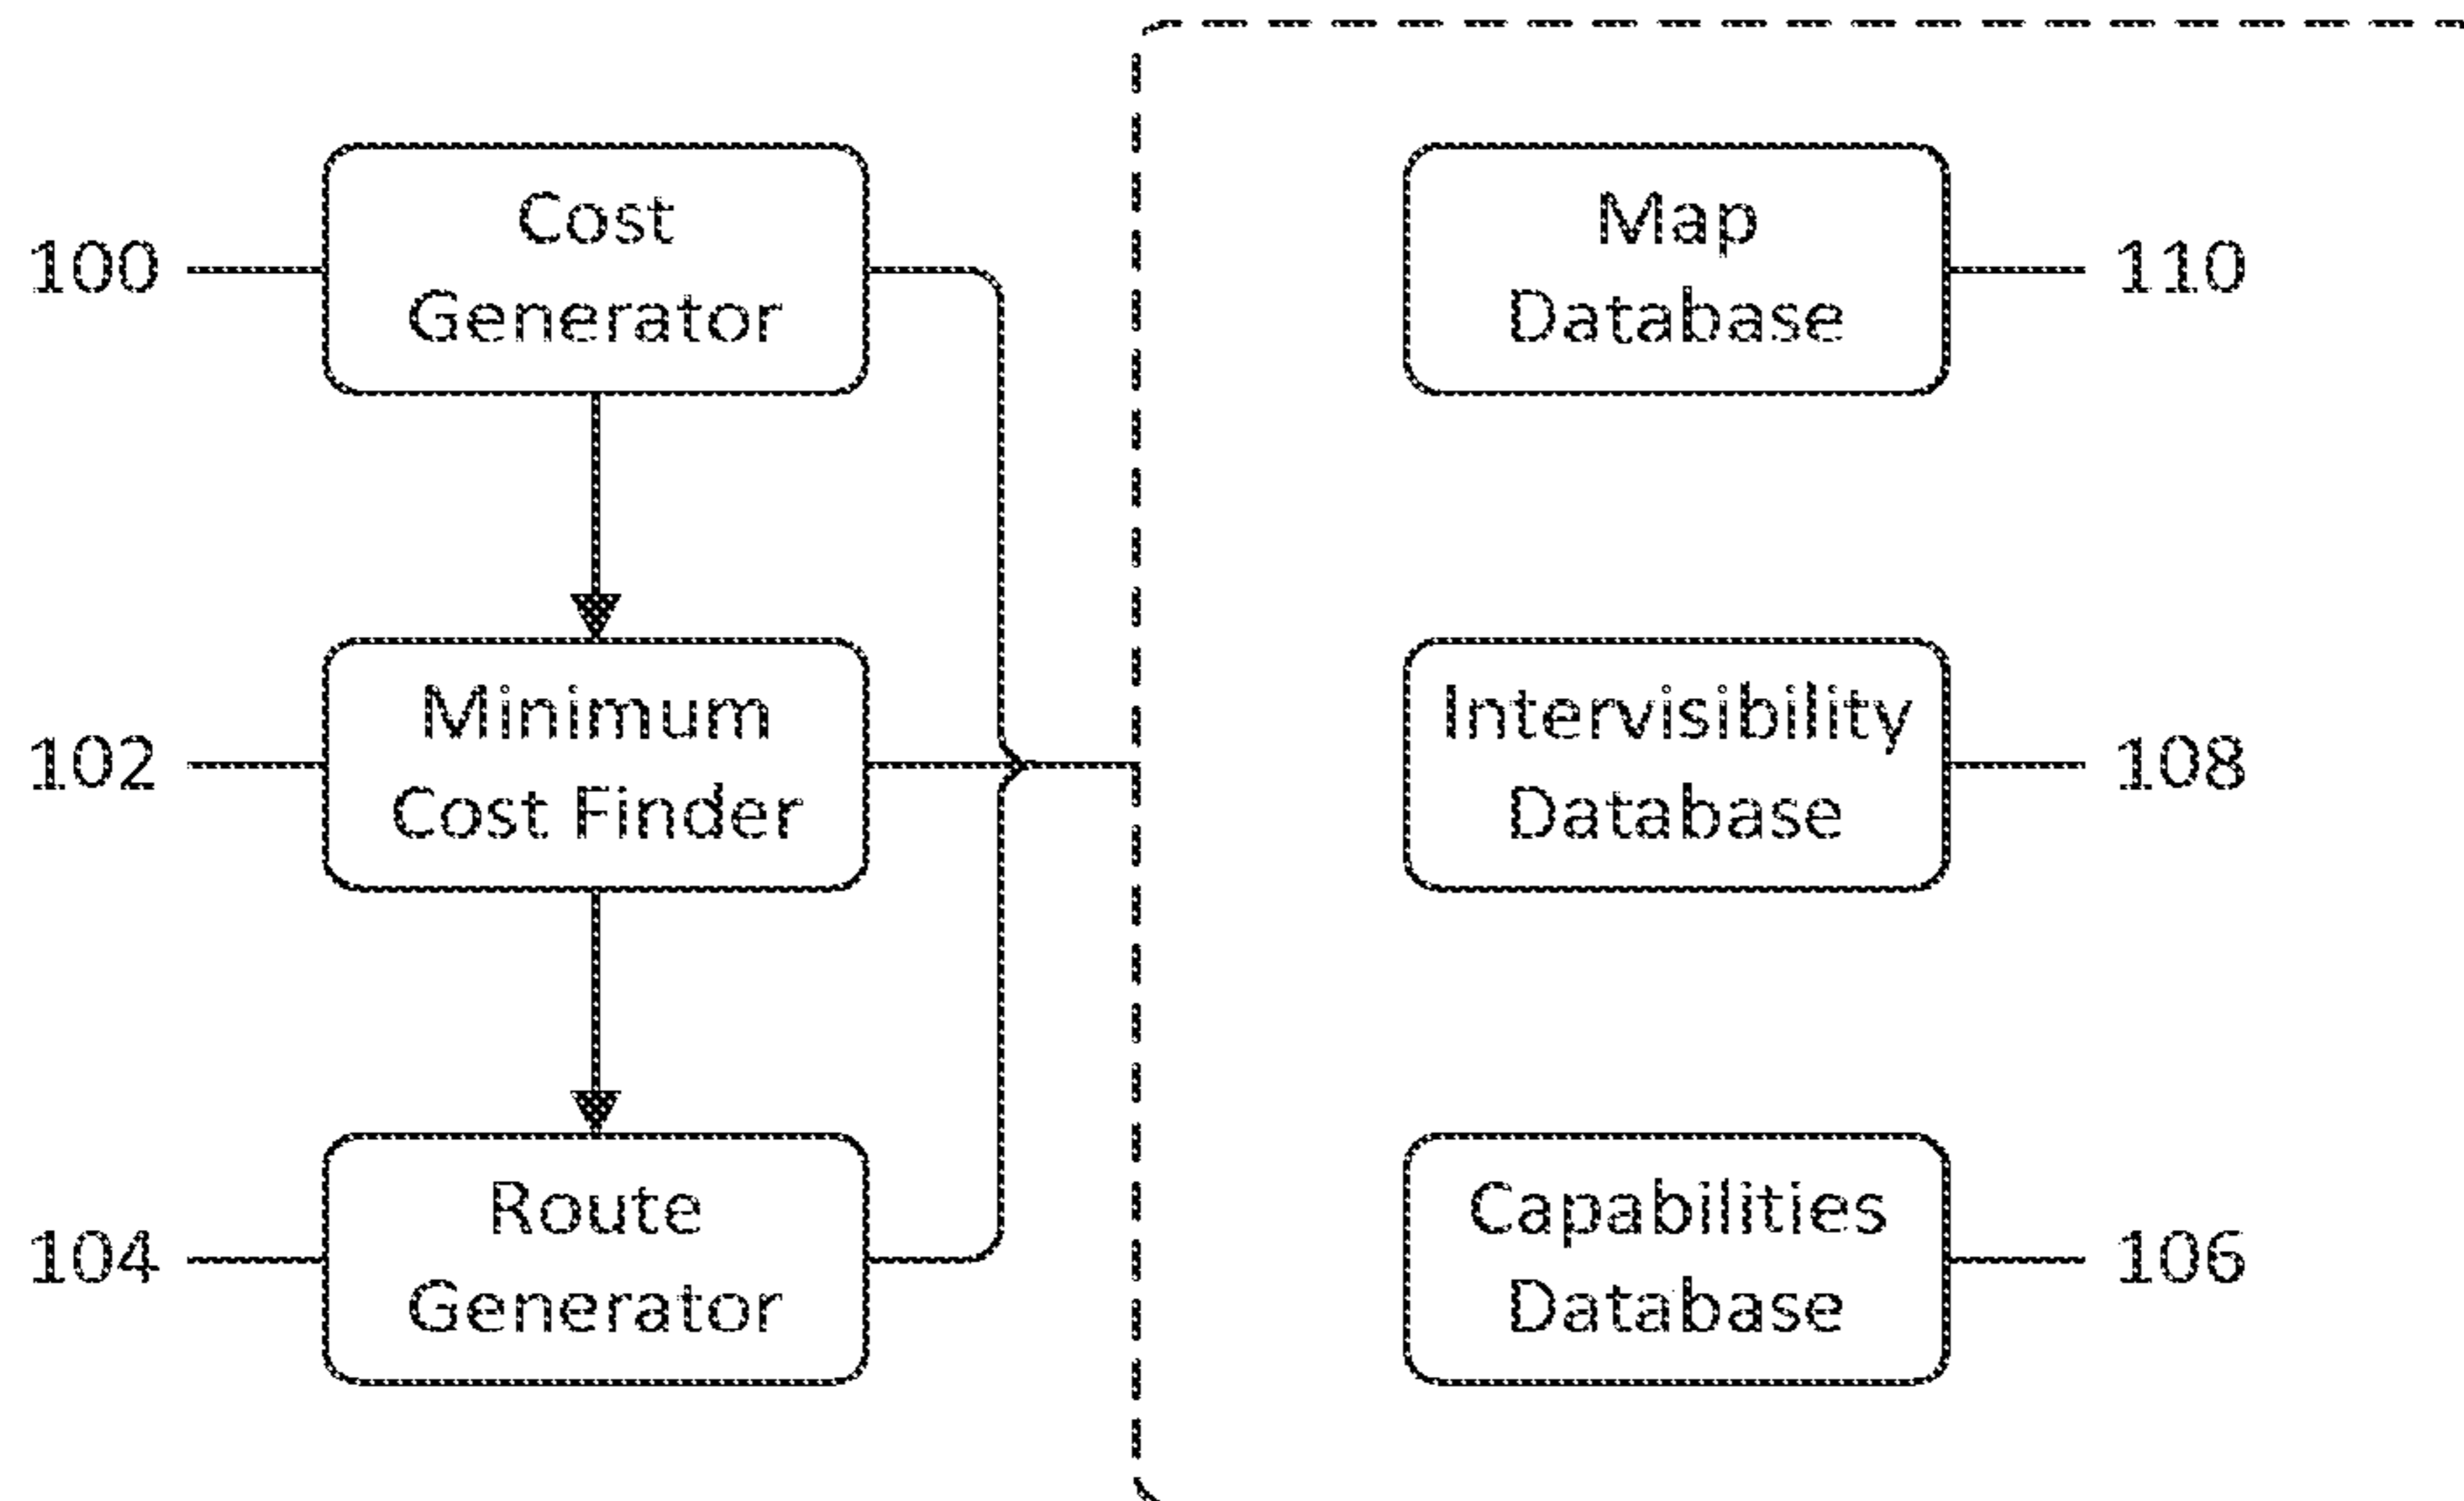 100
Cost
Generator
Map
Database
110
102
Minimum
Cost Finder
Intervisibility
Database
108
104
Route
Generator
Capabilities
Database
106